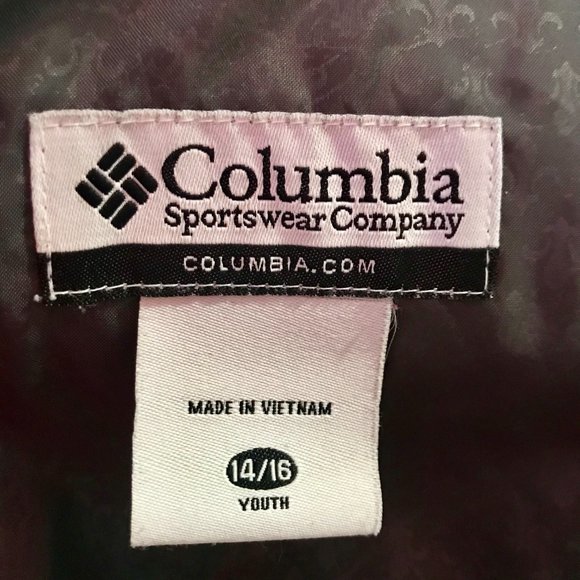 Columbia
Sportswear Company
COLUMBIA.COM
MADE IN VIETNAM
14/16
YOUTH